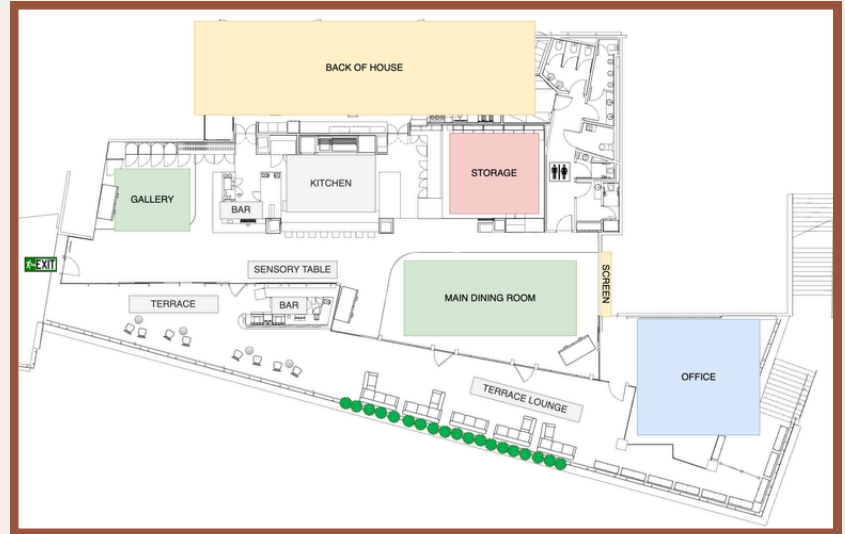 BACK OF HOUSE
STORAGE
KITCHEN
GALLERY
BAR
EXIT
SENSORY TABLE
SCREEN
MAIN DINING ROOM
TERRACE
BAR
OFFICE
TERRACE LOUNGE